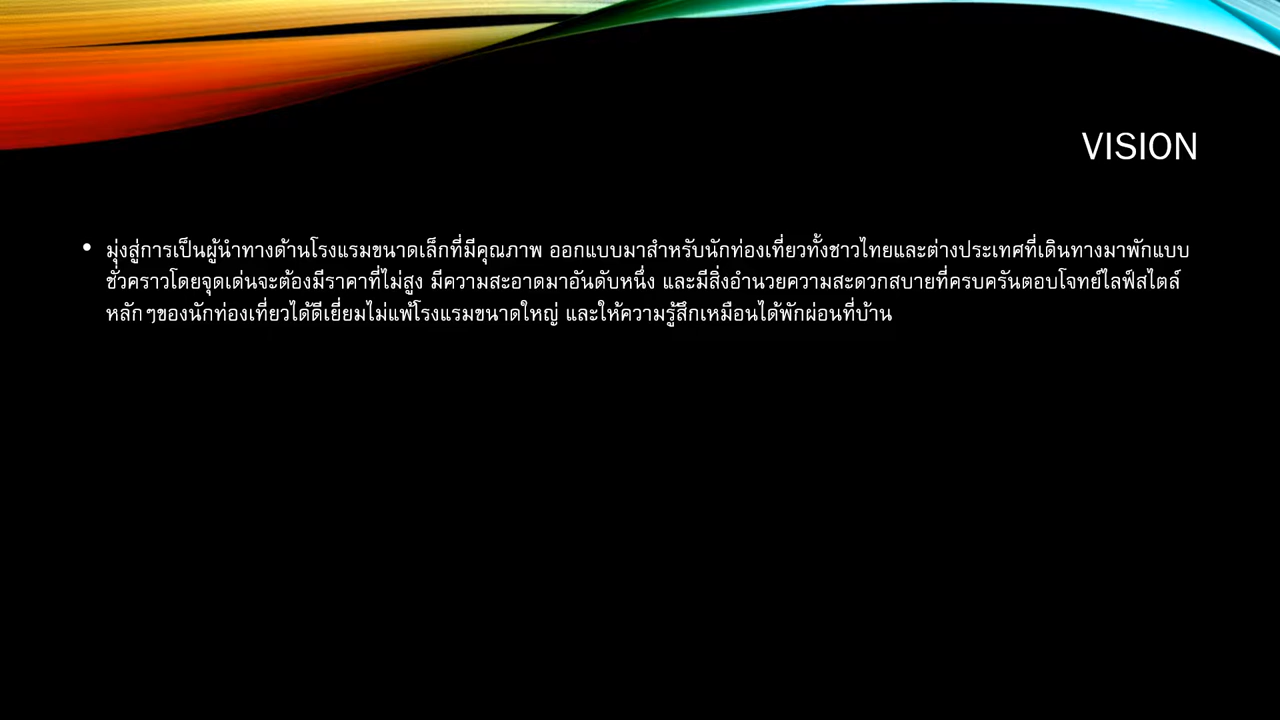 VISION
• มุ่งสู่การเป็นผู้นำทางด้านโรงแรมขนาดเล็กที่มีคุณภาพ ออกแบบมาสำหรับนักท่องเที่ยวทั้งชาวไทยและต่างประเทศที่เดินทางมาพักแบบ
ชั่วคราวโดยจุดเด่นจะต้องมีราคาที่ไม่สูง มีความสะอาดมาอันดับหนึ่ง และมีสิ่งอำนวยความสะดวกสบายที่ครบครันตอบโจทย์ไลฟ์สไตล์
หลักๆของนักท่องเที่ยวได้ดีเยี่ยมไม่แพ้โรงแรมขนาดใหญ่ และให้ความรู้สึกเหมือนได้พักผ่อนที่บ้าน